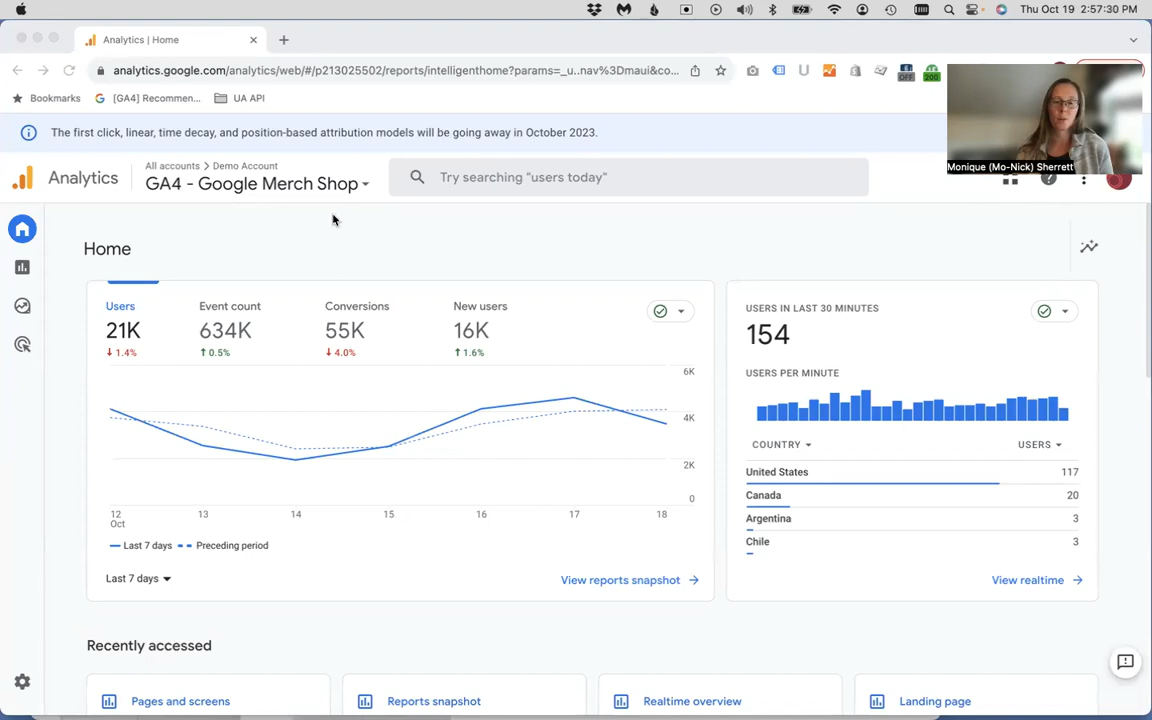 Thu Oct 19 2:57:30 PM
Analytics | Home
analytics.google.com/analytics/web/#/p213025502/reports/intelligenthome?params=_u..nav%3Dmaui&co...
OFF
200
Bookmarks
[GA4] Recommen...
UA API
The first click, linear, time decay, and position-based attribution models will be going away in October 2023.
Monique (Mo-Nick) Sherrett
Analytics
All accounts > Demo Account
GA4 - Google Merch Shop
Try searching "users today"
Home
Users
Event count
Conversions
New users
21K
634K
55K
16K
↓ 1.4%
↑ 0.5%
↓ 4.0%
↑ 1.6%
6K
4K
2K
0
12
Oct
13
14
15
16
17
18
Last 7 days
Preceding period
Last 7 days
View reports snapshot
USERS IN LAST 30 MINUTES
154
USERS PER MINUTE
COUNTRY
USERS
United States 117
Canada 20
Argentina 3
Chile 3
View realtime
Recently accessed
Pages and screens
Reports snapshot
Realtime overview
Landing page